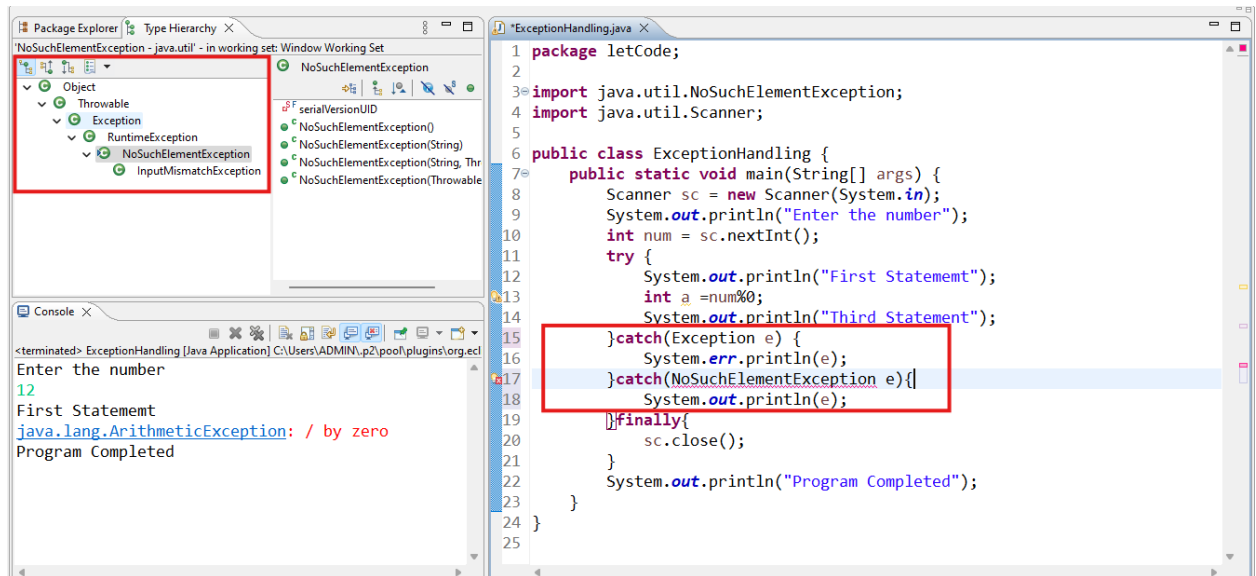 Package Explorer Type Hierarchy
'NoSuchElementException - java.util' - in working set: Window Working Set
Object
Throwable
Exception
RuntimeException
NoSuchElementException
InputMismatchException
NoSuchElementException
S F serialVersionUID
C NoSuchElementException()
C NoSuchElementException(String)
C NoSuchElementException(String, Thr
C NoSuchElementException(Throwable
Console
<terminated> ExceptionHandling [Java Application] C:\Users\ADMIN\.p2\pool\plugins\org.ecl
Enter the number
12
First Statememt
java.lang.ArithmeticException: / by zero
Program Completed
*ExceptionHandling.java
1 package letCode;
2
3 import java.util.NoSuchElementException;
4 import java.util.Scanner;
5
6 public class ExceptionHandling {
7 public static void main(String[] args) {
8 Scanner sc = new Scanner(System.in);
9 System.out.println("Enter the number");
10 int num = sc.nextInt();
11 try {
12 System.out.println("First Statememt");
13 int a =num%0;
14 System.out.println("Third Statement");
15 }catch(Exception e) {
16 System.err.println(e);
17 }catch(NoSuchElementException e){
18 System.out.println(e);
19 }finally{
20 sc.close();
21 }
22 System.out.println("Program Completed");
23 }
24 }
25